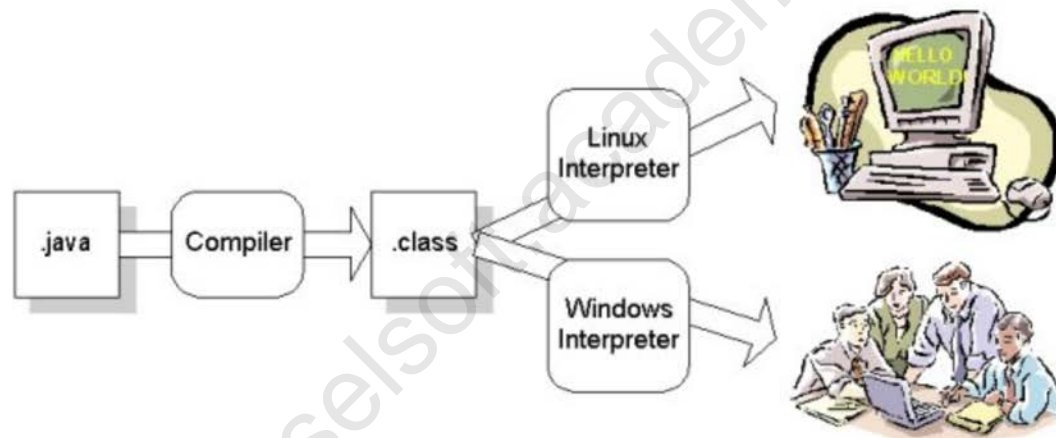 .java
Compiler
.class
Linux
Interpreter
Windows
Interpreter
HELLO
WORLD!